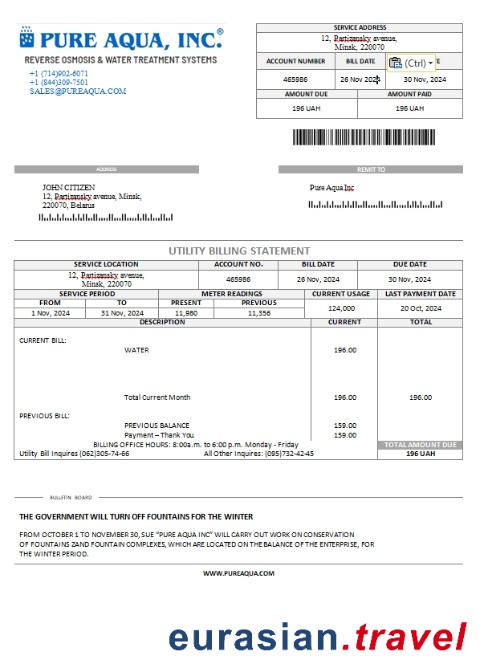 PURE AQUA, INC.®
REVERSE OSMOSIS & WATER TREATMENT SYSTEMS
+1 (714)902-6071
+1 (844)309-7501
SALES@PUREAQUA.COM
SERVICE ADDRESS
12, Partizansky avenue,
Minsk, 220070
ACCOUNT NUMBER BILL DATE
(Ctrl)
465986 26 Nov 2024 30 Nov, 2024
AMOUNT DUE AMOUNT PAID
196 UAH 196 UAH
ADDRESS REMIT TO
JOHN CITIZEN
12, Partizansky avenue, Minsk,
220070, Belarus
Pure Aqua Inc
UTILITY BILLING STATEMENT
SERVICE LOCATION ACCOUNT NO. BILL DATE DUE DATE
12, Partizansky avenue,
Minsk, 220070
465986 26 Nov, 2024 30 Nov, 2024
SERVICE PERIOD METER READINGS CURRENT USAGE LAST PAYMENT DATE
FROM TO PRESENT PREVIOUS
124,000 20 Oct, 2024
1 Nov, 2024 31 Nov, 2024 11,980 11,356
DESCRIPTION CURRENT TOTAL
CURRENT BILL:
WATER 196.00
Total Current Month 196.00 196.00
PREVIOUS BILL:
PREVIOUS BALANCE 159.00
Payment – Thank You 159.00
BILLING OFFICE HOURS: 8:00a.m. to 6:00 p.m. Monday - Friday TOTAL AMOUNT DUE
Utility Bill Inquires (062)305-74-66 All Other Inquires: (095)732-42-45 196 UAH
BULLETIN BOARD
THE GOVERNMENT WILL TURN OFF FOUNTAINS FOR THE WINTER
FROM OCTOBER 1 TO NOVEMBER 30, SUE "PURE AQUA INC" WILL CARRY OUT WORK ON CONSERVATION
OF FOUNTAINS ZAND FOUNTAIN COMPLEXES, WHICH ARE LOCATED ON THE BALANCE OF THE ENTERPRISE, FOR
THE WINTER PERIOD.
WWW.PUREAQUA.COM
eurasian.travel